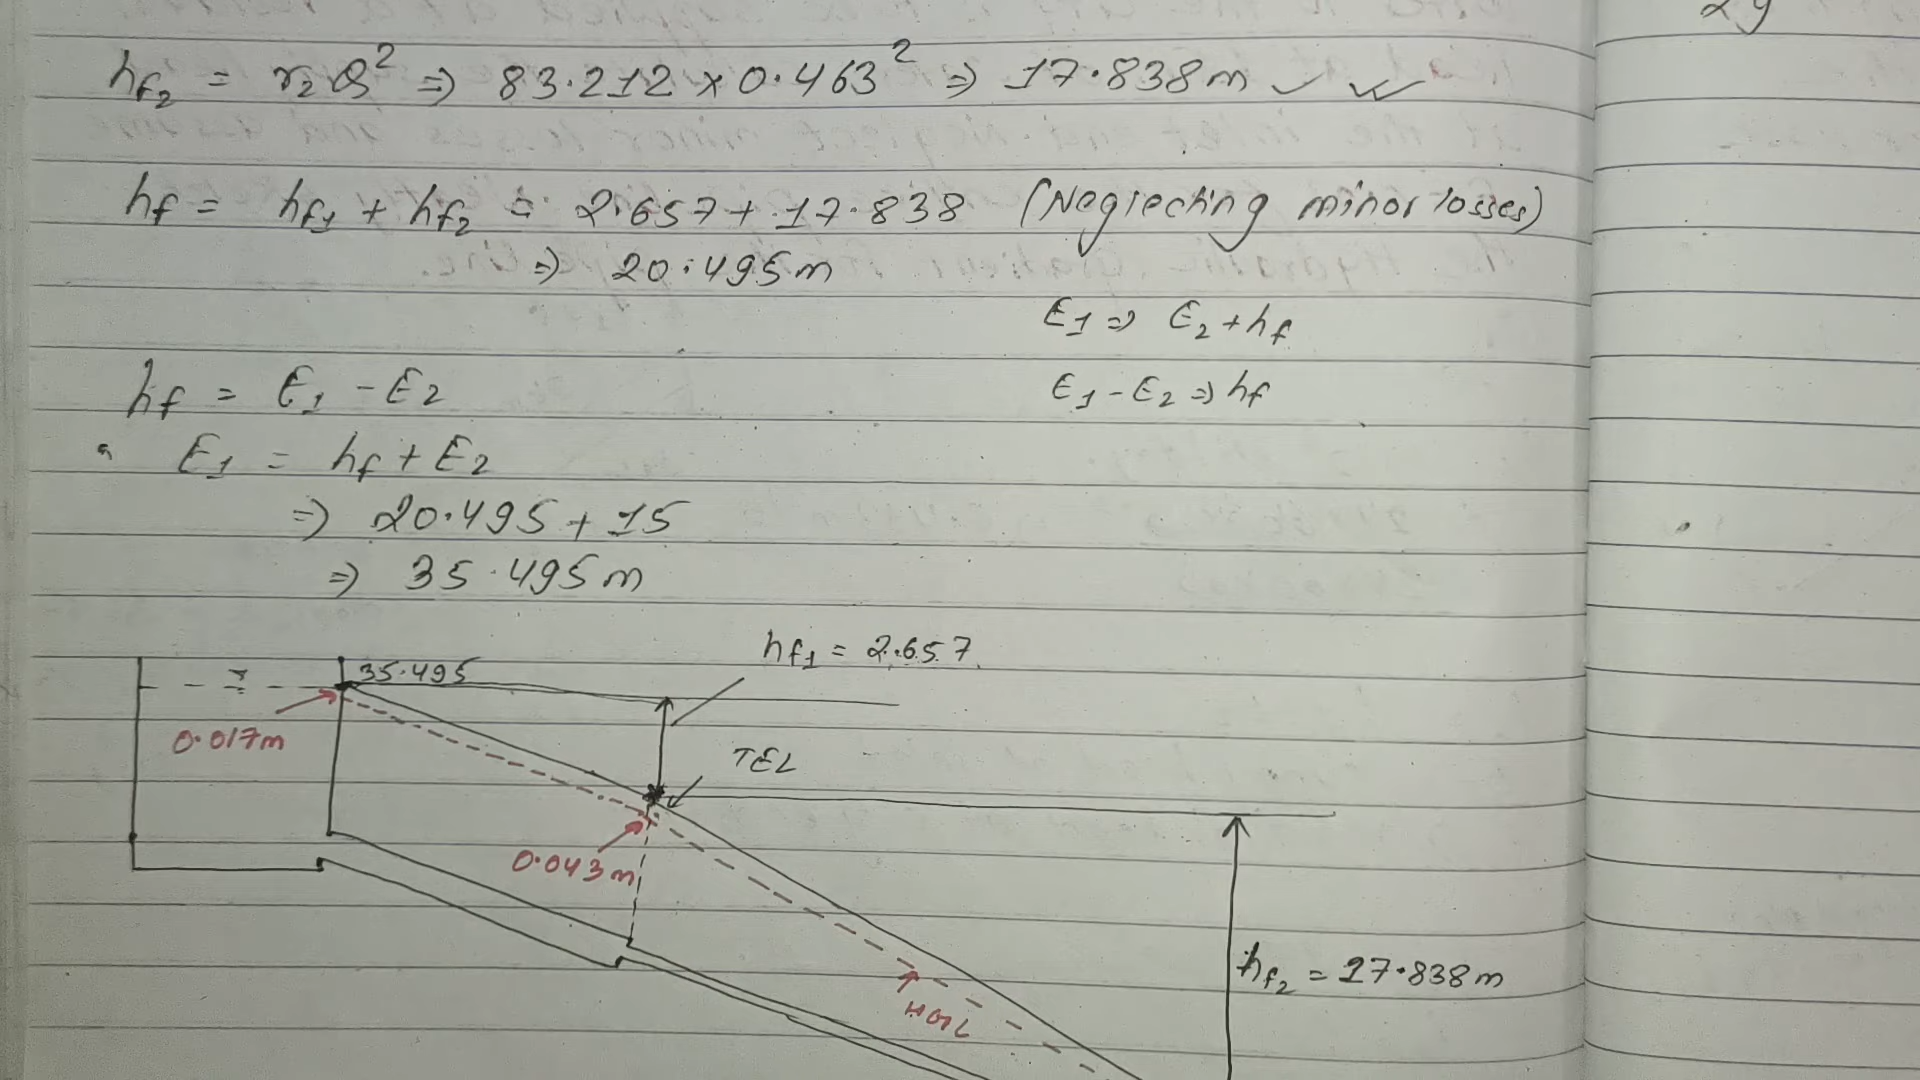 2g
hf₂ = r₂Q² ⇒ 83.212 × 0.463² ⇒ 17.838m
hf = hf₁ + hf₂ = 2.657 + 17.838 (Neglecting minor losses)
⇒ 20.495m
E₁ ⇒ E₂ + hf
hf = E₁ - E₂
E₁ - E₂ ⇒ hf
E₁ = hf + E₂
⇒ 20.495 + 15
⇒ 35.495m
hf₁ = 2.657
35.495
0.017m
TEL
0.043m
hf₂ = 17.838m
HGL